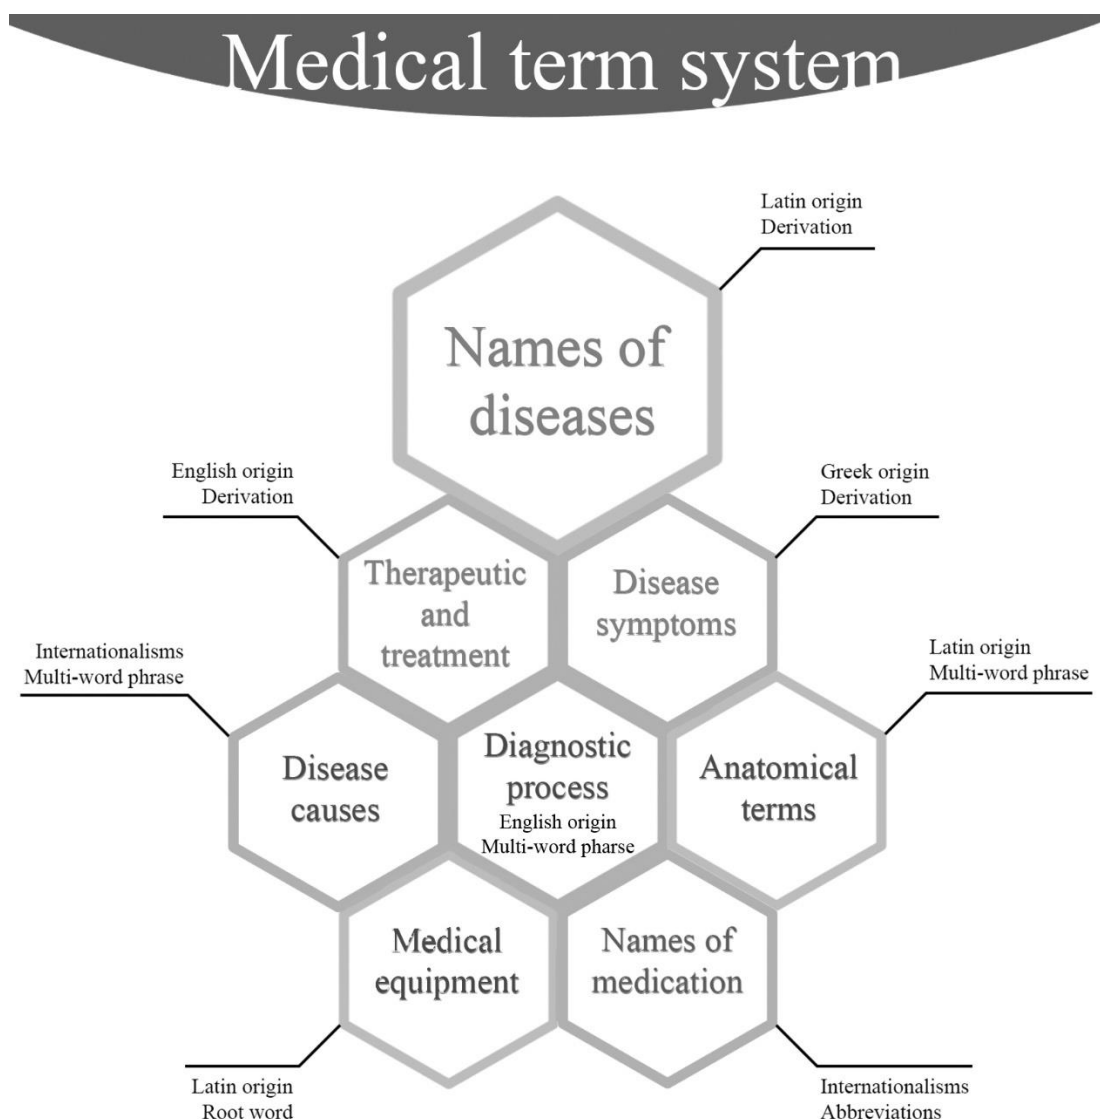 Medical term system
Latin origin
Derivation
Names of
diseases
English origin
Derivation
Greek origin
Derivation
Therapeutic
and
treatment
Disease
symptoms
Internationalisms
Multi-word phrase
Latin origin
Multi-word phrase
Disease
causes
Diagnostic
process
English origin
Multi-word pharse
Anatomical
terms
Medical
equipment
Names of
medication
Latin origin
Root word
Internationalisms
Abbreviations